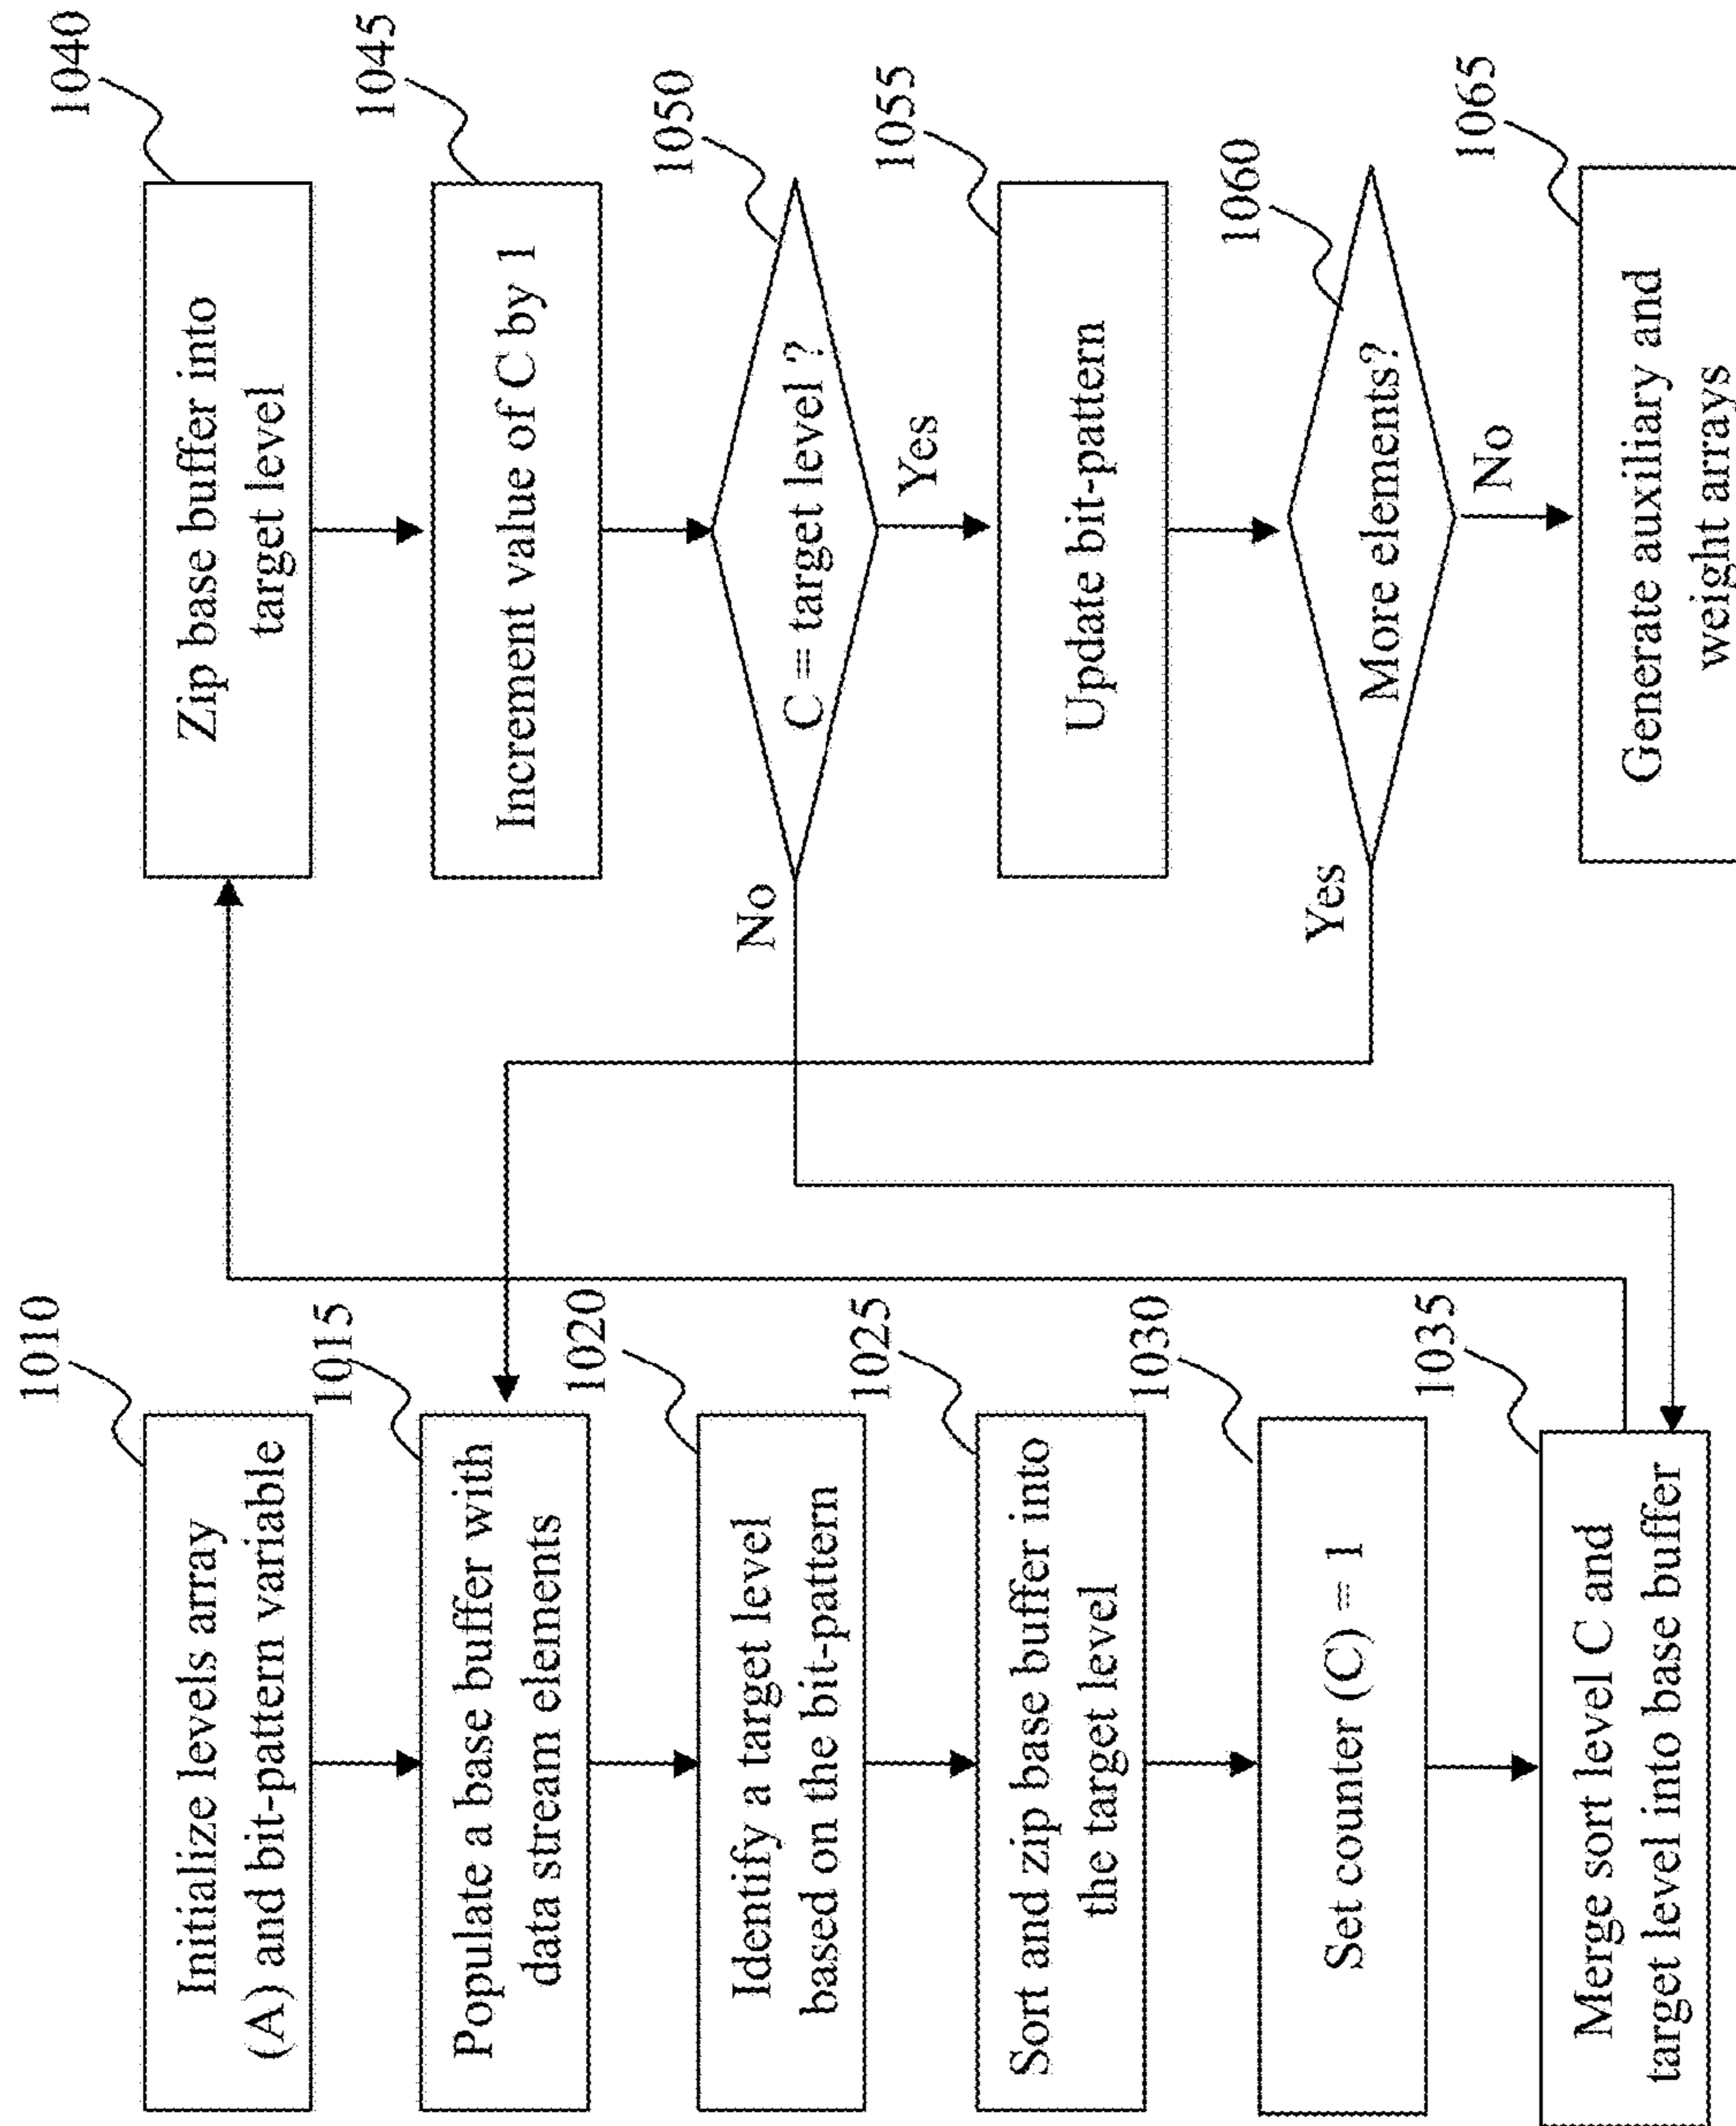 1010
Initialize levels array
(A) and bit-pattern variable
1015
Populate a base buffer with
data stream elements
1020
Identify a target level
based on the bit-pattern
1025
Sort and zip base buffer into
the target level
1030
Set counter (C) = 1
1035
Merge sort level C and
target level into base buffer
1040
Zip base buffer into
target level
1045
Increment value of C by 1
1050
C = target level ?
No
Yes
1055
Update bit-pattern
1060
More elements?
Yes
No
1065
Generate auxiliary and
weight arrays